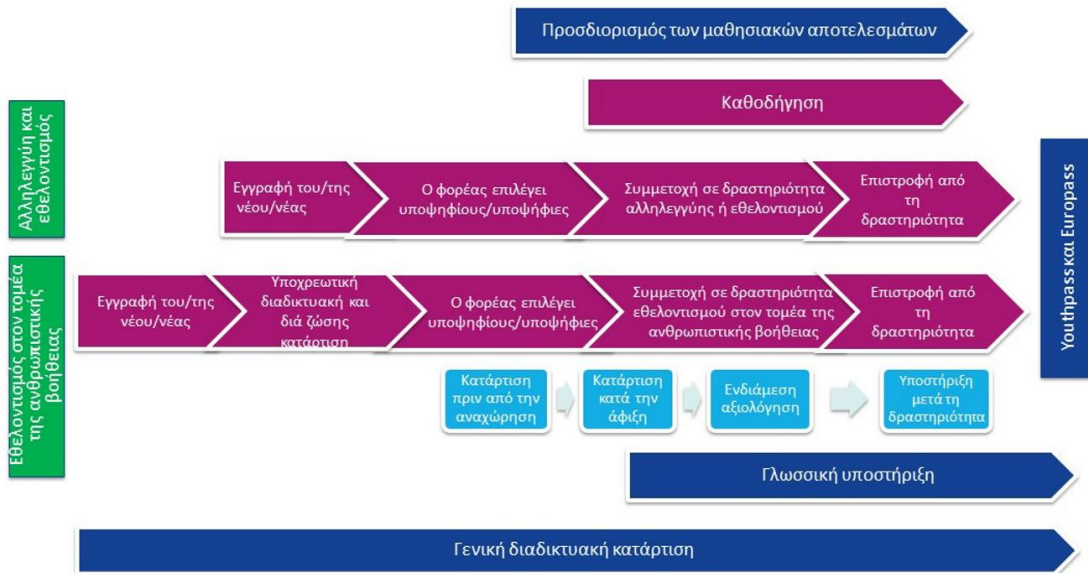 Προσδιορισμός των μαθησιακών αποτελεσμάτων
Καθοδήγηση
Αλληλεγγύη και
εθελοντισμός
Εγγραφή του/της
νέου/νέας
Ο φορέας επιλέγει
υποψηφίους/υποψήφιες
Συμμετοχή σε δραστηριότητα
αλληλεγγύης ή εθελοντισμού
Επιστροφή από
τη
δραστηριότητα
Εθελοντισμός στον τομέα
της ανθρωπιστικής
βοήθειας
Εγγραφή του/της
νέου/νέας
Υποχρεωτική
διαδικτυακή και
διά ζώσης
κατάρτιση
Ο φορέας επιλέγει
υποψηφίους/υποψήφιες
Συμμετοχή σε δραστηριότητα
εθελοντισμού στον τομέα της
ανθρωπιστικής βοήθειας
Επιστροφή από
τη
δραστηριότητα
Youthpass και Europass
Κατάρτιση
πριν από την
αναχώρηση
Κατάρτιση
κατά την
άφιξη
Ενδιάμεση
αξιολόγηση
Υποστήριξη
μετά τη
δραστηριότητα
Γλωσσική υποστήριξη
Γενική διαδικτυακή κατάρτιση